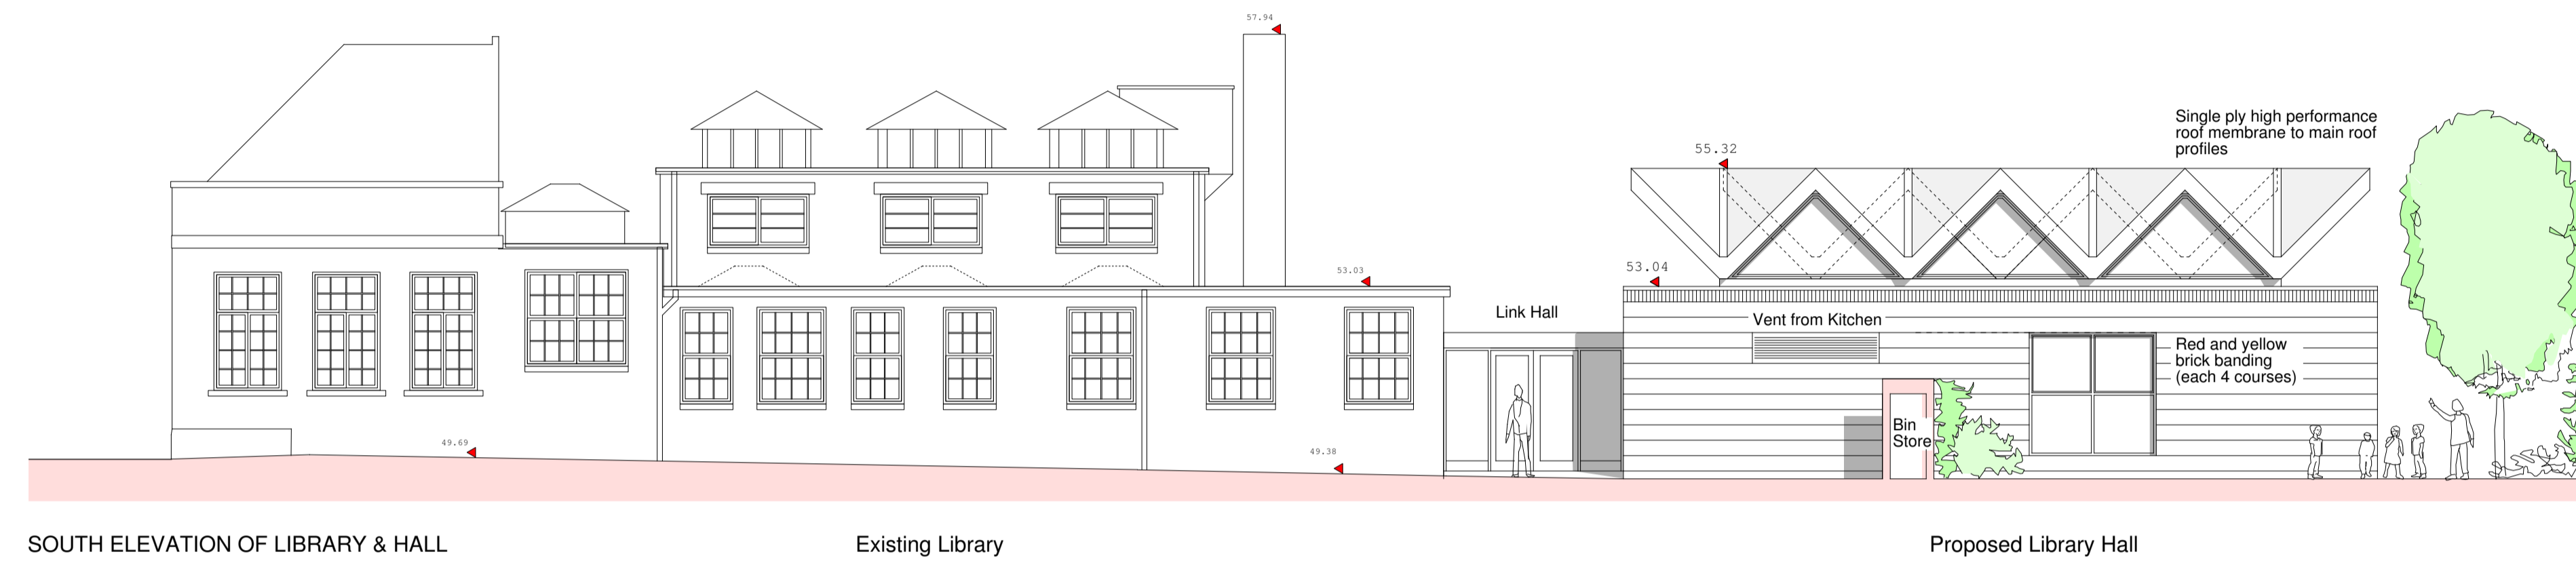 57.94
Single ply high performance
roof membrane to main roof
profiles
55.32
53.03
53.04
Link Hall
Vent from Kitchen
Red and yellow
brick banding
(each 4 courses)
Bin
Store
49.69
49.38
SOUTH ELEVATION OF LIBRARY & HALL
Existing Library
Proposed Library Hall